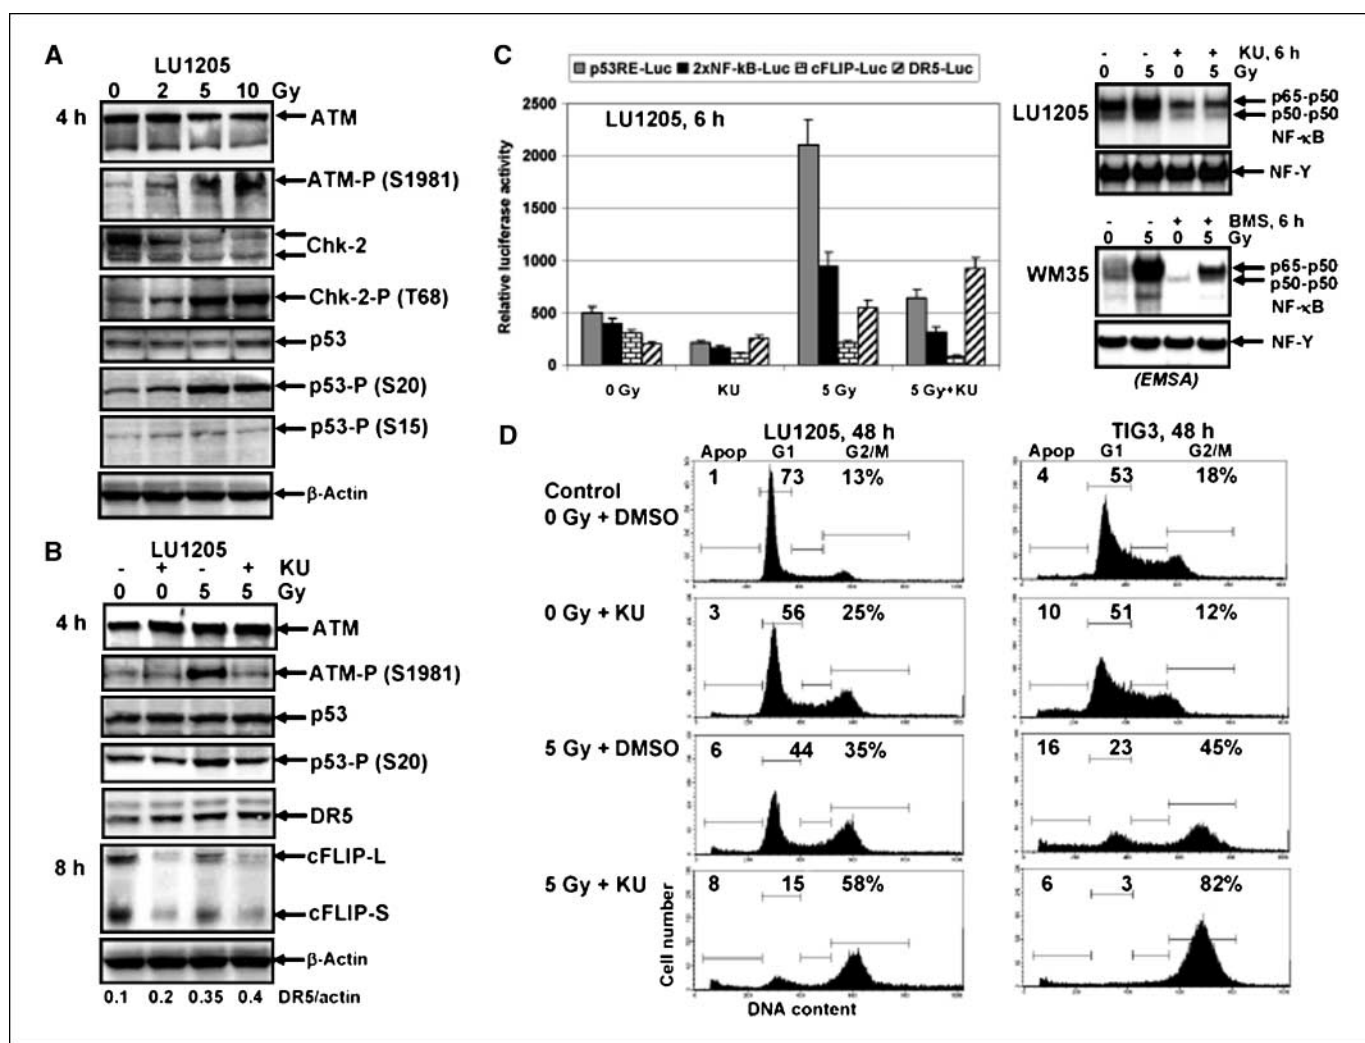 A
LU1205
0 2 5 10 Gy
4 h
ATM
ATM-P (S1981)
Chk-2
Chk-2-P (T68)
p53
p53-P (S20)
p53-P (S15)
β-Actin
B
LU1205
- + - + KU
0 0 5 5 Gy
4 h
ATM
ATM-P (S1981)
p53
p53-P (S20)
DR5
8 h
cFLIP-L
cFLIP-S
β-Actin
0.1 0.2 0.35 0.4 DR5/actin
C
p53RE-Luc 2xNF-kB-Luc cFLIP-Luc DR5-Luc
LU1205, 6 h
Relative luciferase activity
2500
2000
1500
1000
500
0
0 Gy KU 5 Gy 5 Gy+KU
- - + + KU, 6 h
0 5 0 5 Gy
LU1205
p65-p50
p50-p50
NF-κB
NF-Y
- - + + BMS, 6 h
0 5 0 5 Gy
WM35
p65-p50
p50-p50
NF-κB
NF-Y
(EMSA)
D
LU1205, 48 h TIG3, 48 h
Apop G1 G2/M Apop G1 G2/M
Control
0 Gy + DMSO
1 73 13% 4 53 18%
0 Gy + KU
3 56 25% 10 51 12%
5 Gy + DMSO
6 44 35% 16 23 45%
5 Gy + KU
8 15 58% 6 3 82%
Cell number
DNA content